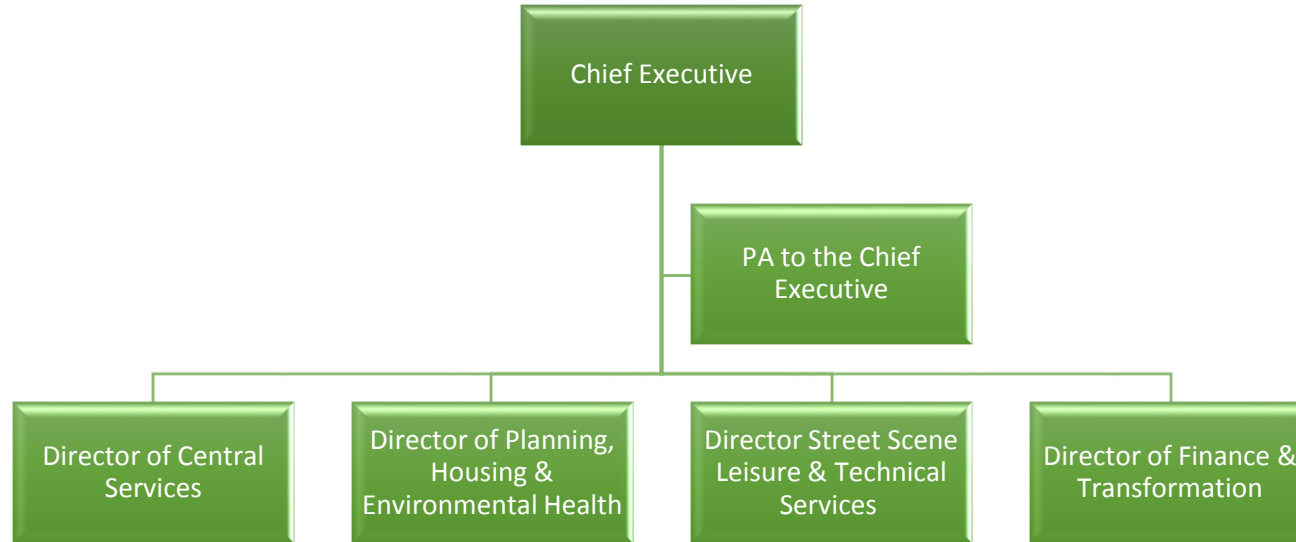 Chief Executive
PA to the Chief
Executive
Director of Central
Services
Director of Planning,
Housing &
Environmental Health
Director Street Scene
Leisure & Technical
Services
Director of Finance &
Transformation